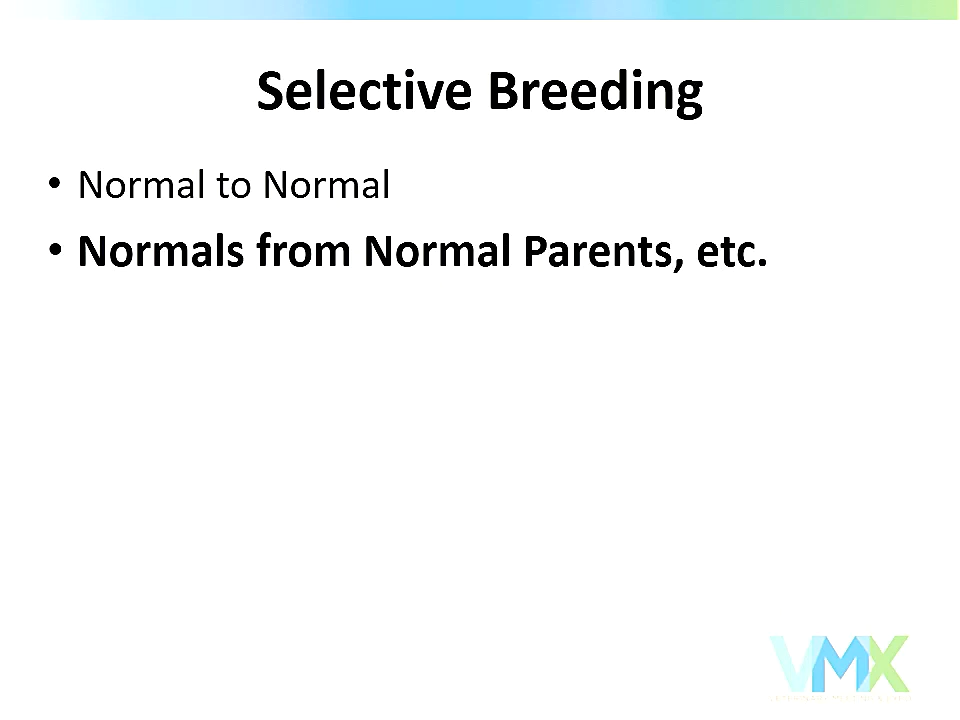 Selective Breeding
• Normal to Normal
• Normals from Normal Parents, etc.
VMX